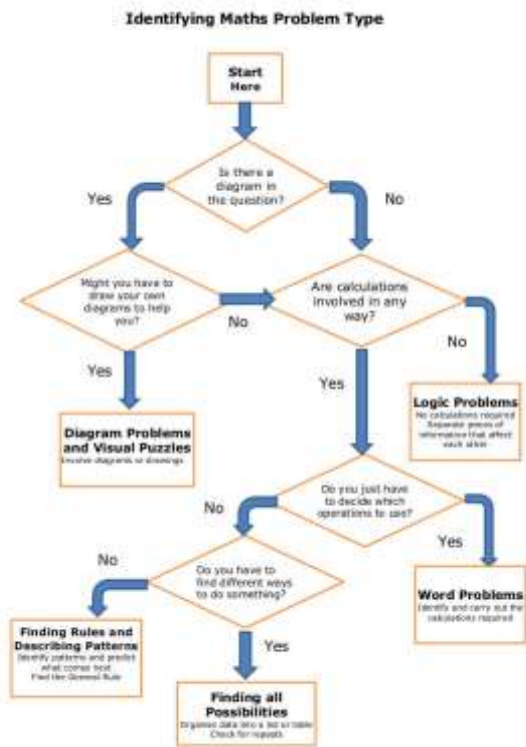 Identifying Maths Problem Type
Start
Here
Is there a
diagram in
the question?
Yes
No
Might you have to
draw your own
diagrams to help
you?
Are calculations
involved in any
way?
No
No
Yes
Yes
Logic Problems
No calculations required
Separate pieces of
information that affect
each other
Diagram Problems
and Visual Puzzles
Involve diagrams or drawings
Do you just have
to decide which
operations to use?
No
Yes
Do you have to
find different ways
to do something?
No
Word Problems
Identify and carry out the
calculations required
Finding Rules and
Describing Patterns
Identify patterns and predict
what comes next
Find the General Rule
Yes
Finding all
Possibilities
Organise data into a list or table
Check for repeats